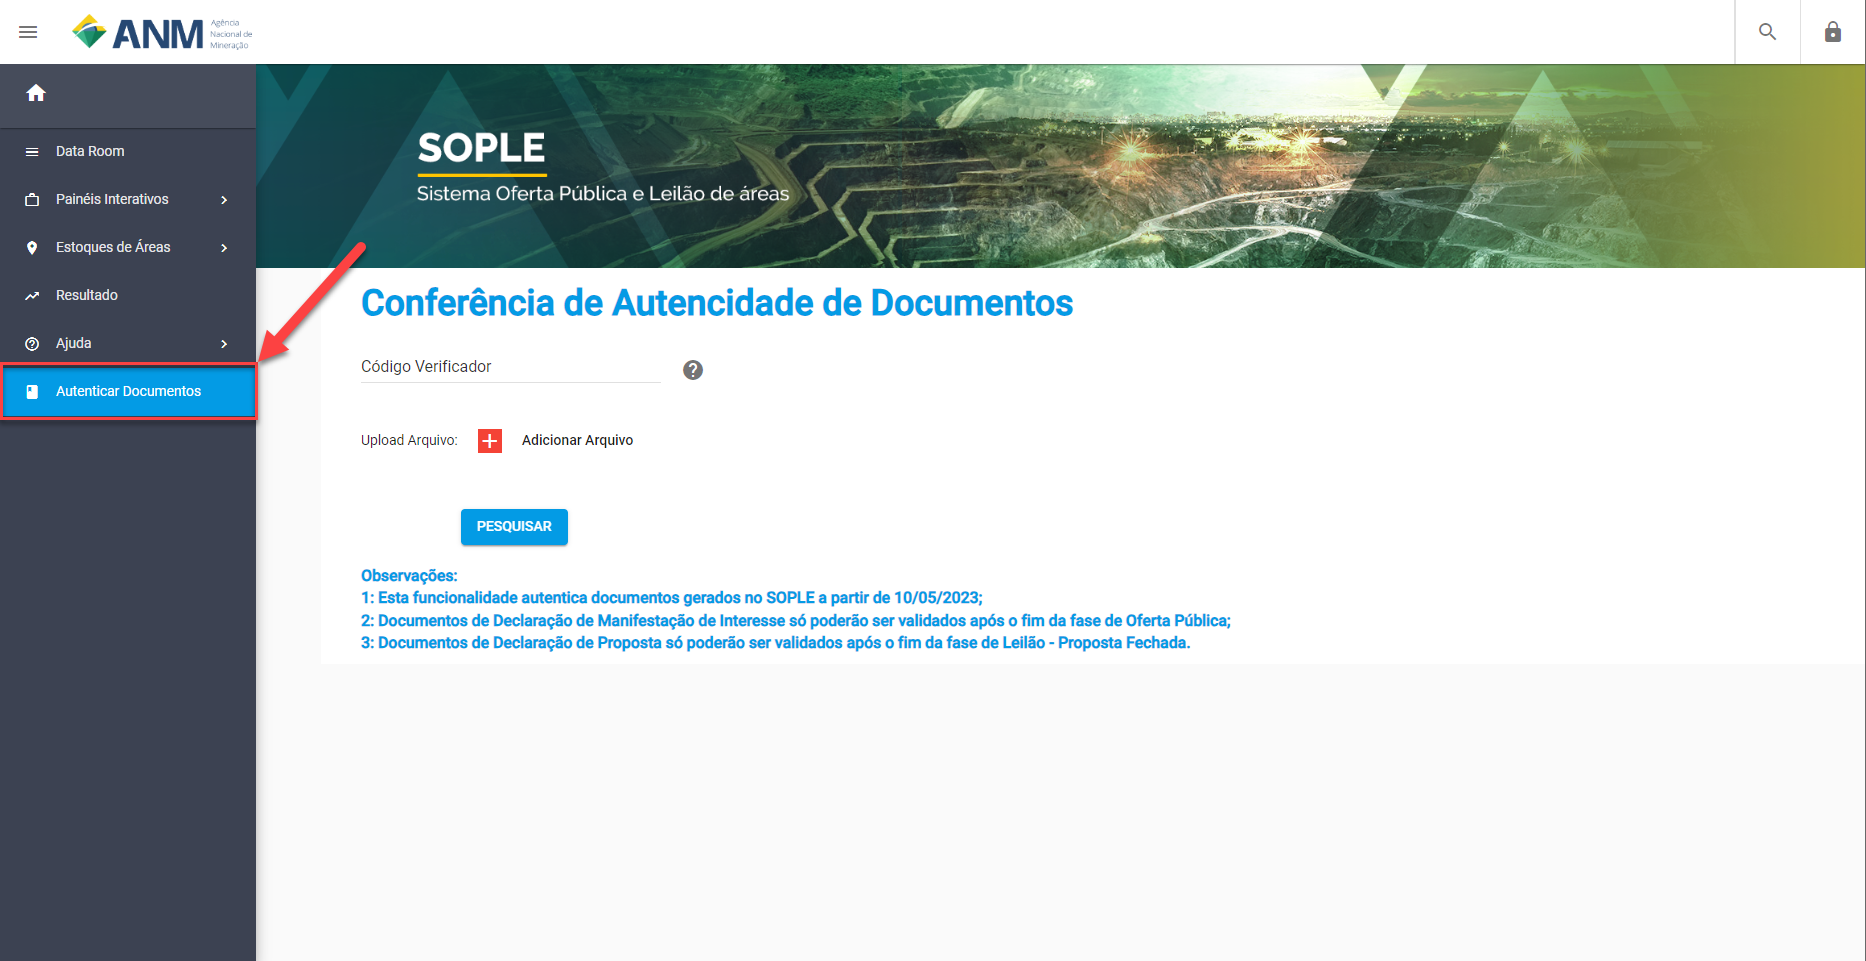 ANM
Agência
Nacional de
Mineração
Data Room
Painéis Interativos
Estoques de Áreas
Resultado
Ajuda
Autenticar Documentos
SOPLE
Sistema Oferta Pública e Leilão de áreas
Conferência de Autencidade de Documentos
Código Verificador
Upload Arquivo:
Adicionar Arquivo
PESQUISAR
Observações:
1: Esta funcionalidade autentica documentos gerados no SOPLE a partir de 10/05/2023;
2: Documentos de Declaração de Manifestação de Interesse só poderão ser validados após o fim da fase de Oferta Pública;
3: Documentos de Declaração de Proposta só poderão ser validados após o fim da fase de Leilão - Proposta Fechada.